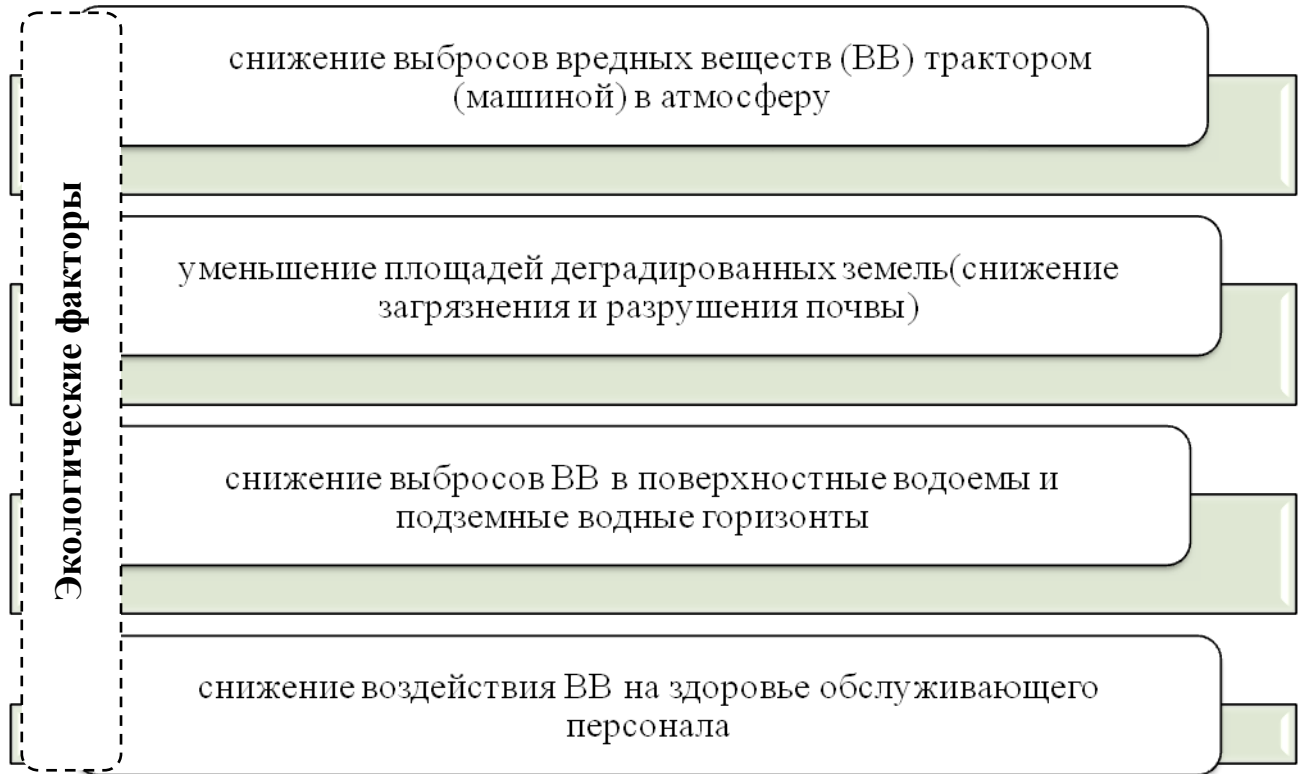 Экологические факторы
снижение выбросов вредных веществ (ВВ) трактором
(машиной) в атмосферу
уменьшение площадей деградированных земель(снижение
загрязнения и разрушения почвы)
снижение выбросов ВВ в поверхностные водоемы и
подземные водные горизонты
снижение воздействия ВВ на здоровье обслуживающего
персонала